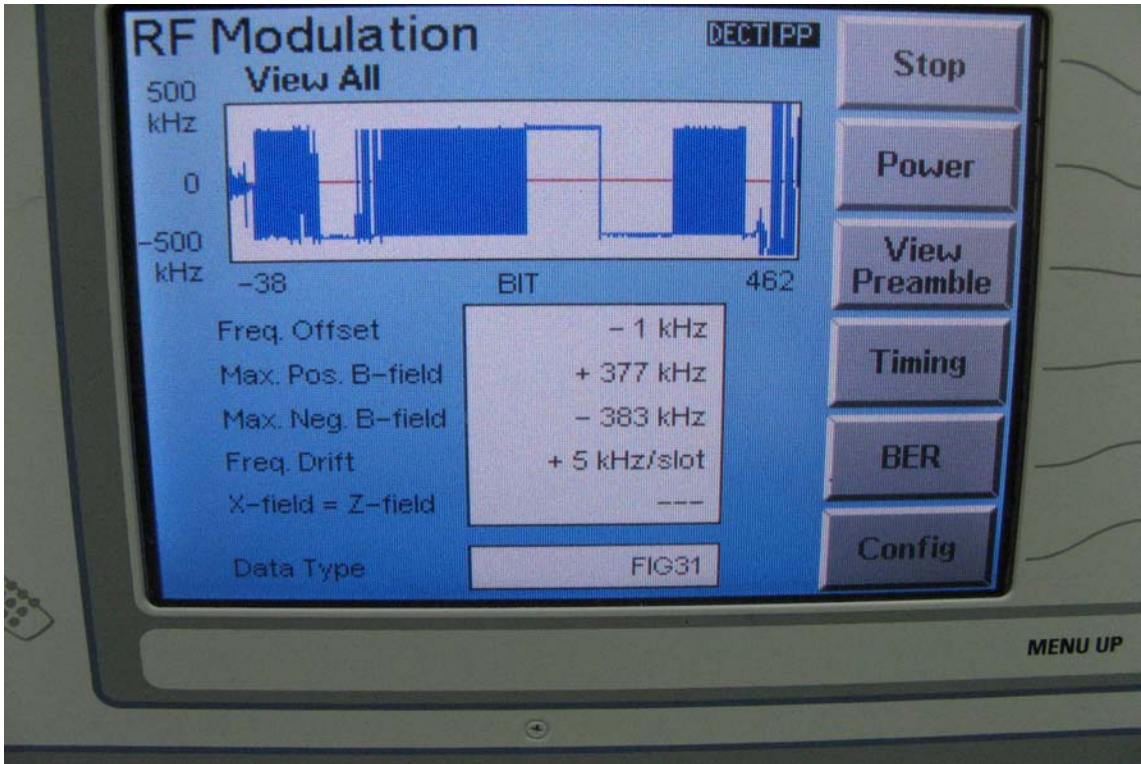 RF Modulation
DECT PP
View All
500
kHz
0
-500
kHz
-38 BIT 462
Freq. Offset - 1 kHz
Max. Pos. B-field + 377 kHz
Max. Neg. B-field - 383 kHz
Freq. Drift + 5 kHz/slot
X-field = Z-field ---
Data Type FIG31
Stop
Power
View
Preamble
Timing
BER
Config
MENU UP